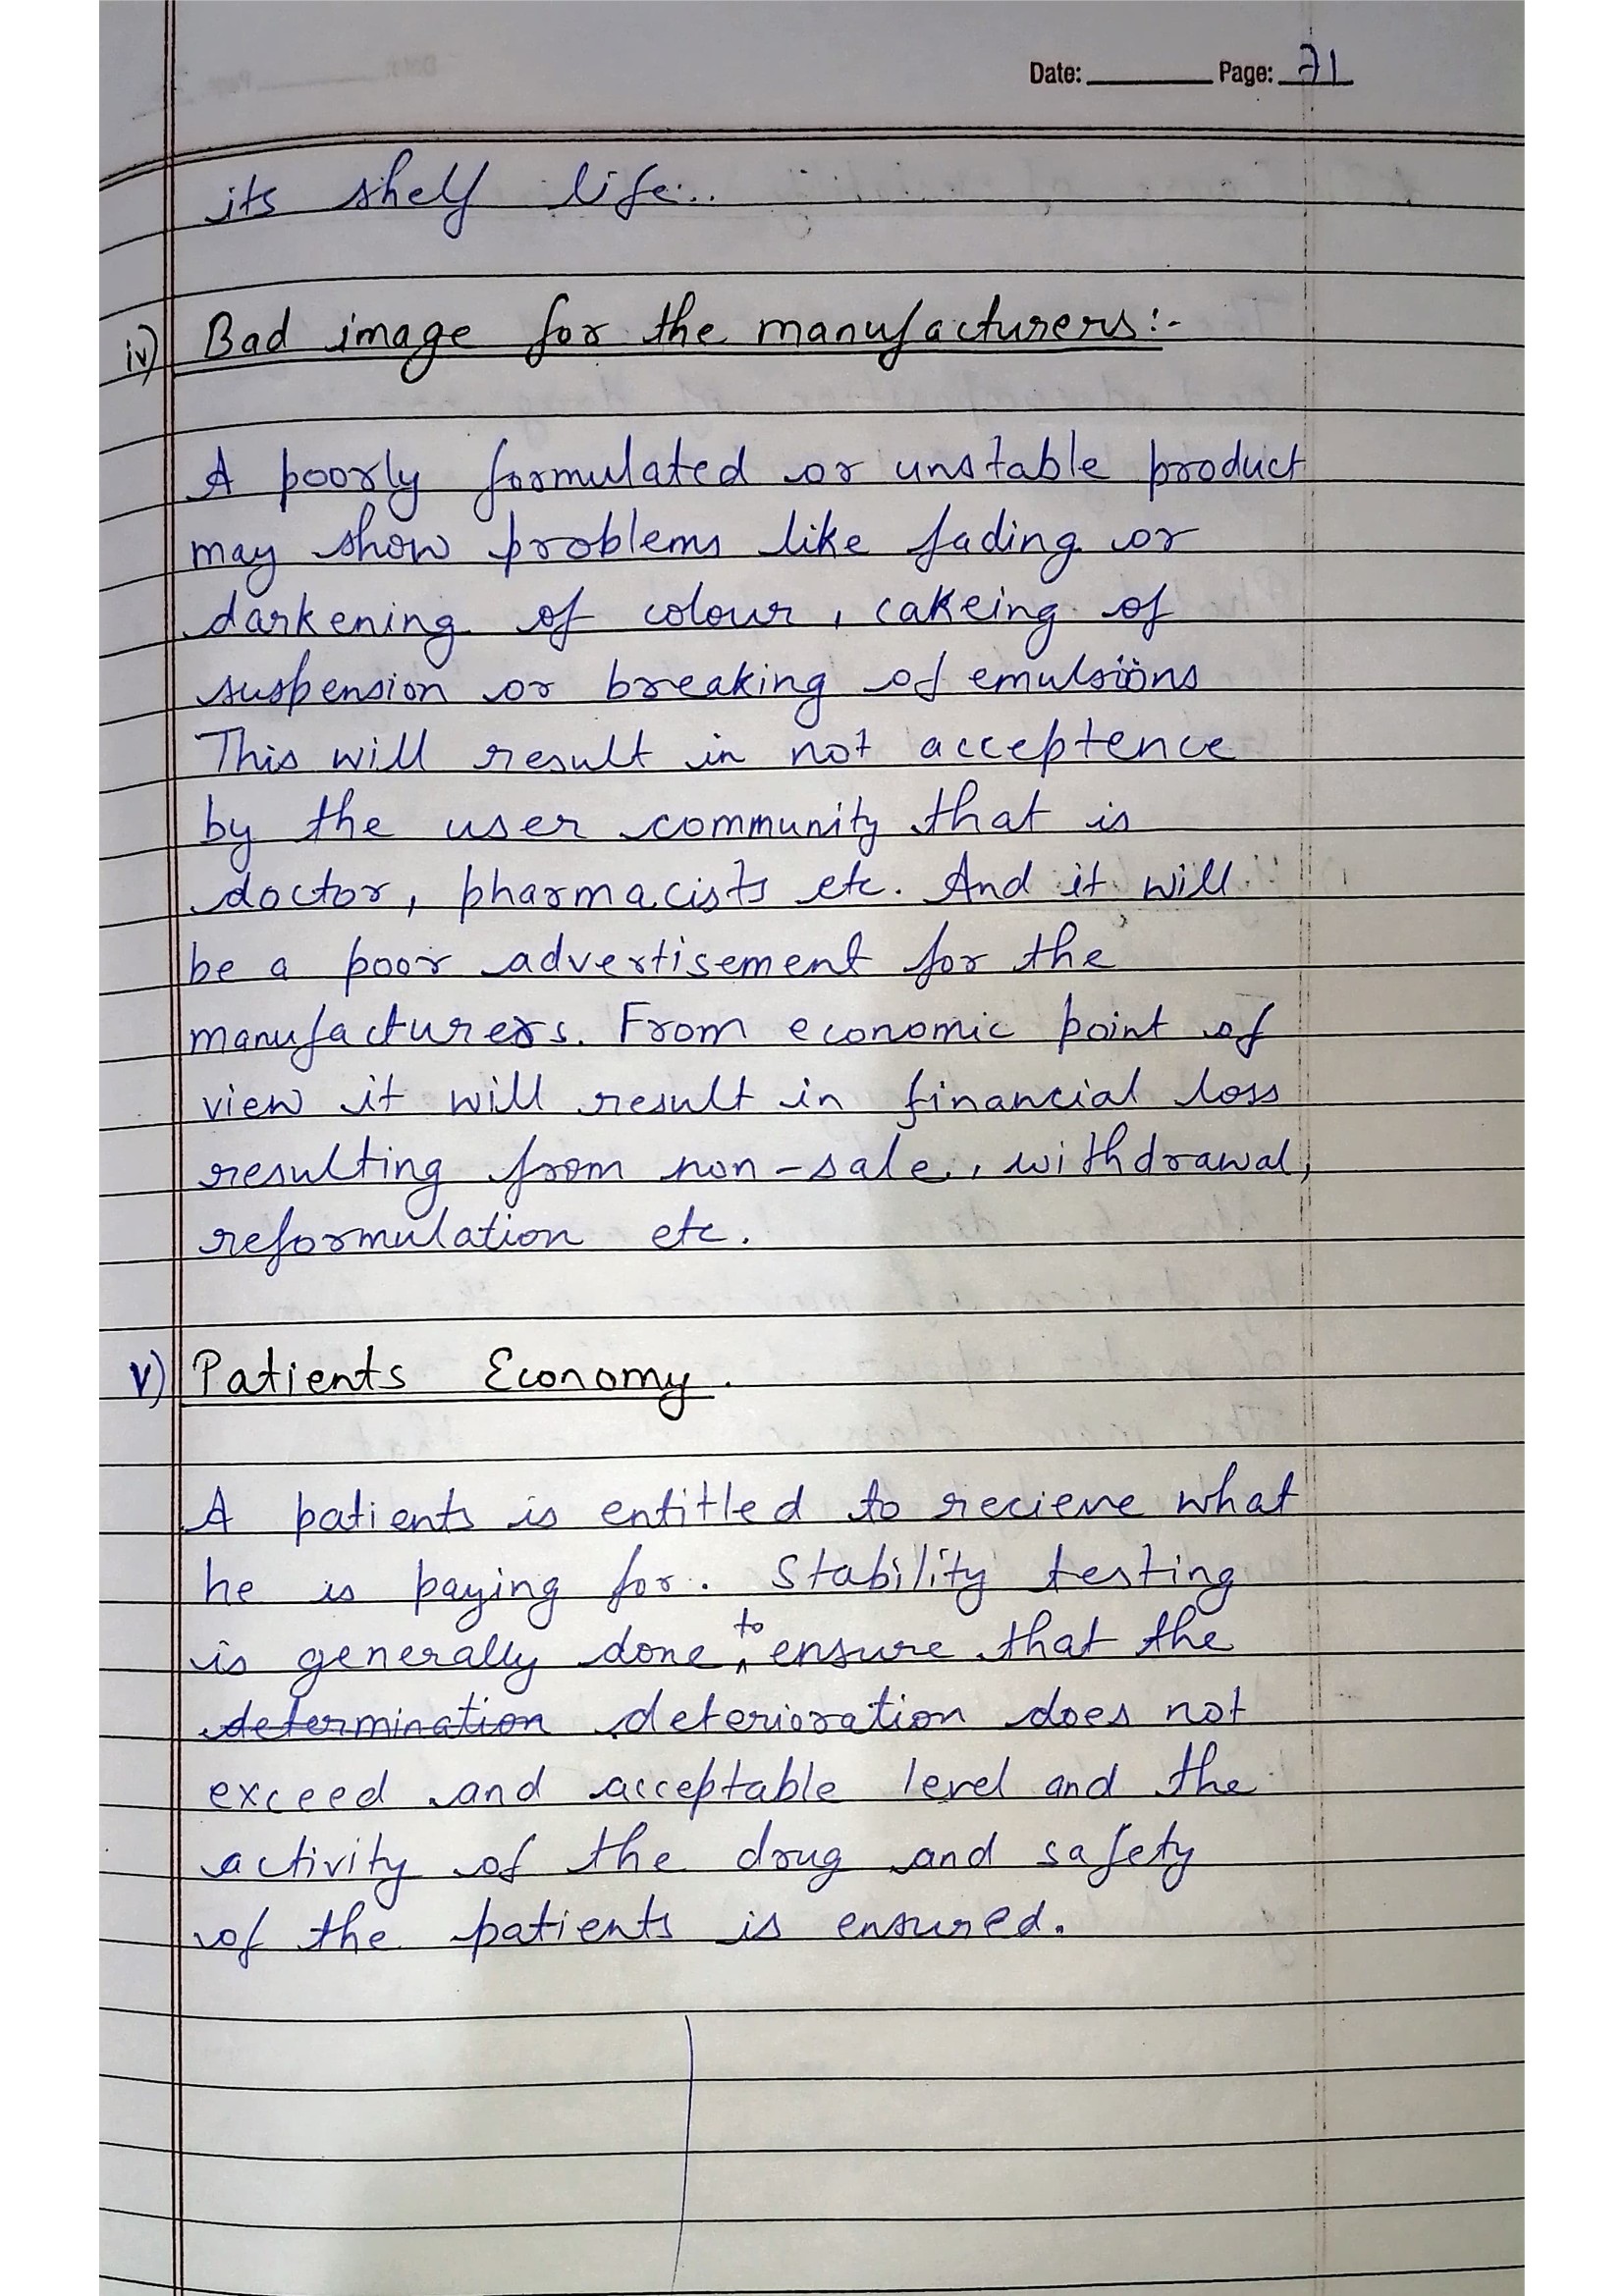 Date: ________ Page: 71
its shelf life..
iv) Bad image for the manufacturers:-
A poorly formulated or unstable product
may show problems like fading or
darkening of colour, cakeing of
suspension or breaking of emulsions
This will result in not acceptence
by the user community that is
doctor, pharmacists etc. And it will
be a poor advertisement for the
manufacturers. From economic point of
view it will result in financial loss
resulting from non-sale, withdrawal,
reformulation etc.
v) Patients Economy.
A patients is entitled to recieve what
he is paying for. Stability testing
is generally done to ensure that the
determination deterioration does not
exceed and acceptable level and the
activity of the drug and safety
of the patients is ensured.